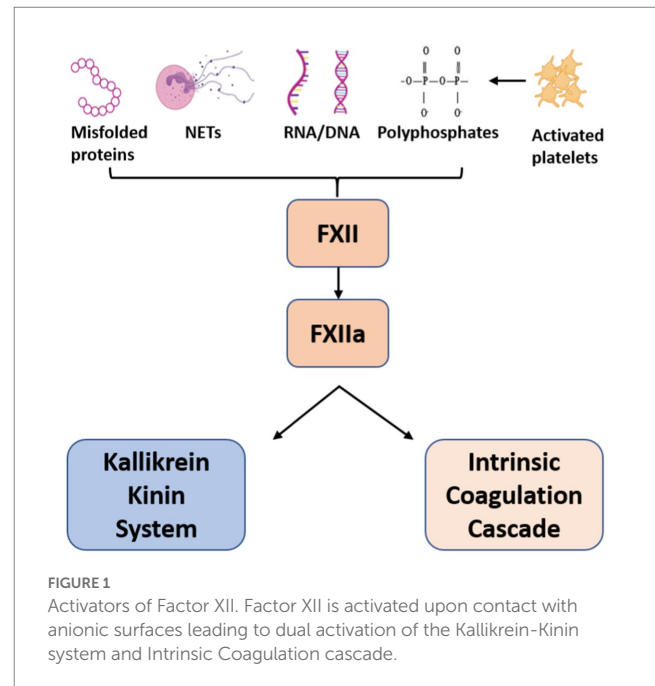 O O
-O-P-O-P-
O- O-
Misfolded proteins
NETs
RNA/DNA
Polyphosphates
Activated platelets
FXII
FXIIa
Kallikrein
Kinin
System
Intrinsic
Coagulation
Cascade
FIGURE 1
Activators of Factor XII. Factor XII is activated upon contact with
anionic surfaces leading to dual activation of the Kallikrein-Kinin
system and Intrinsic Coagulation cascade.